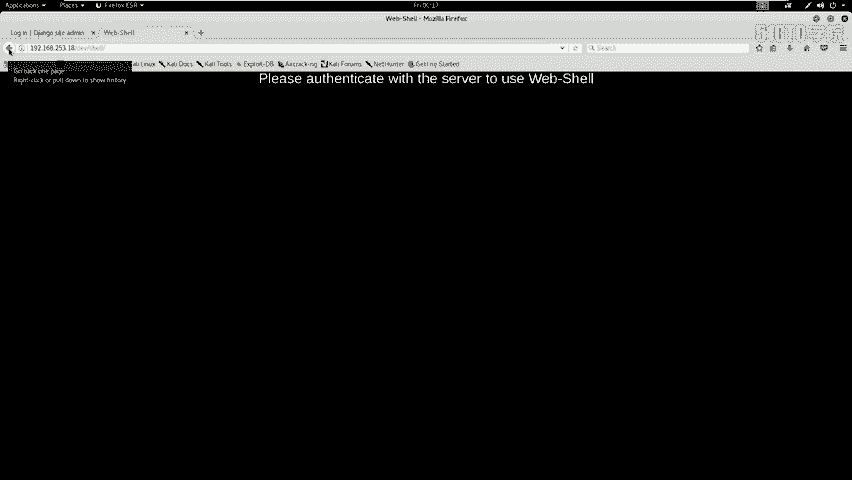 Applications Places Firefox ESR
Web-Shell - Mozilla Firefox
Log in | Django site admin Web-Shell
192.168.253.18/dev/shell/ Search
Kali Linux Kali Docs Kali Tools Exploit-DB Aircrack-ng Kali Forums NetHunter Getting Started
Go back one page
Right-click or pull down to show history
Please authenticate with the server to use Web-Shell